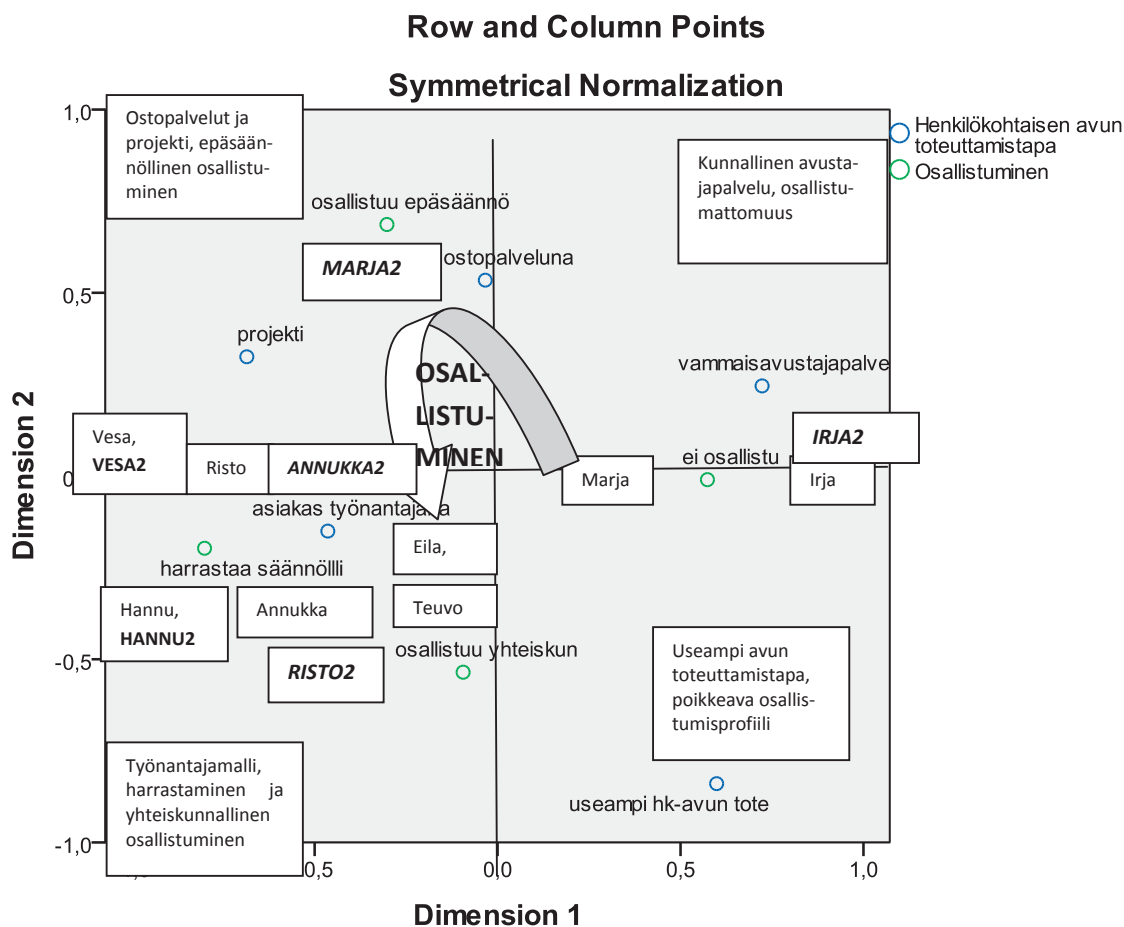 Row and Column Points
Symmetrical Normalization
1,0
Ostopalvelut ja
projekti, epäsään-
nöllinen osallistu-
minen
Kunnallinen avusta-
japalvelu, osallistu-
mattomuus
Henkilökohtaisen avun
toteuttamistapa
Osallistuminen
osallistuu epäsäännö
MARJA2
ostopalveluna
0,5
projekti
vammaisavustajapalve
OSAL-
LISTU-
MINEN
Dimension 2
Vesa,
VESA2
Risto
ANNUKKA2
IRJA2
ei osallistu
0
Marja
Irja
asiakas työnantajana
Eila,
harrastaa säännöllli
Hannu,
HANNU2
Annukka
Teuvo
RISTO2
osallistuu yhteiskun
-0,5
Useampi avun
toteuttamistapa,
poikkeava osallis-
tumisprofiili
Työnantajamalli,
harrastaminen ja
yhteiskunnallinen
osallistuminen
useampi hk-avun tote
-1,0
0,5
0,0
0,5
1,0
Dimension 1